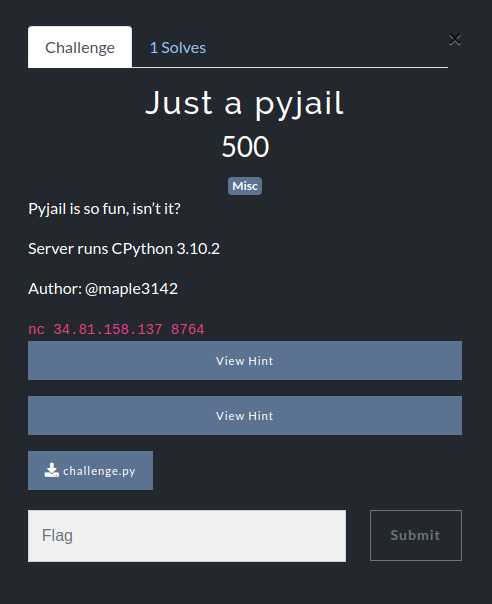 Challenge
1 Solves
×
Just a pyjail
500
Misc
Pyjail is so fun, isn’t it?
Server runs CPython 3.10.2
Author: @maple3142
nc 34.81.158.137 8764
View Hint
View Hint
challenge.py
Flag
Submit